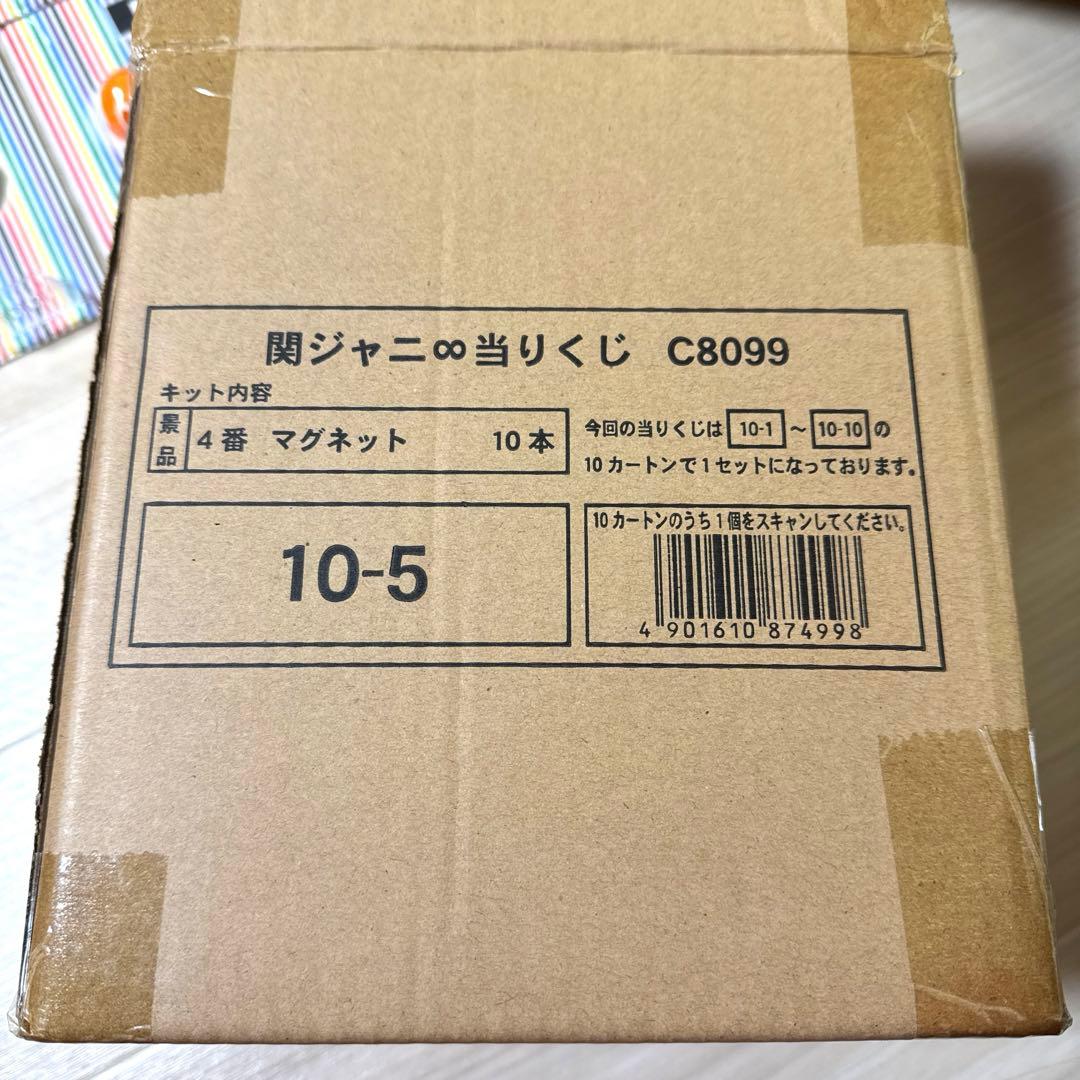 関ジャニ∞当りくじ C8099
キット内容
景品
4番 マグネット 10本
今回の当りくじは 10-1 ～ 10-10 の
10カートンで1セットになっております。
10-5
10カートンのうち1個をスキャンしてください。
4 901610 874998